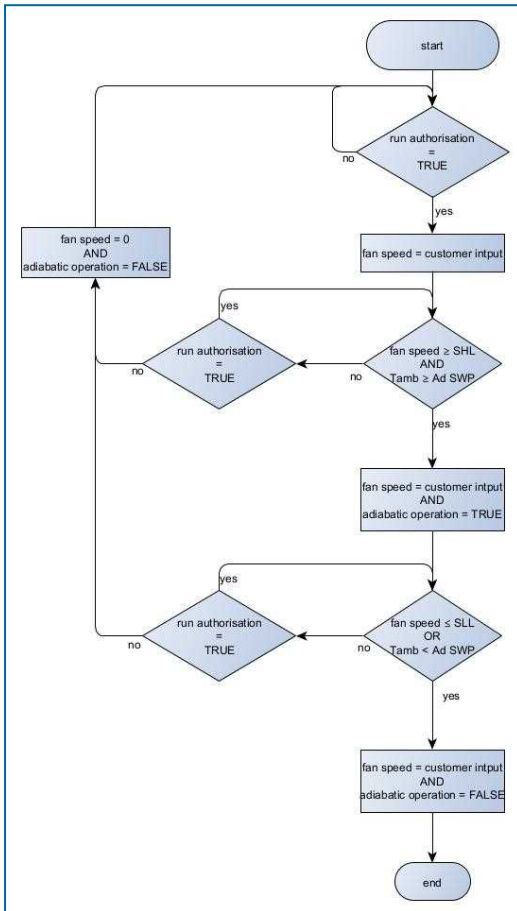 start
run authorisation
=
TRUE
no
yes
fan speed = 0
AND
adiabatic operation = FALSE
fan speed = customer intput
yes
run authorisation
=
TRUE
no
no
fan speed ≥ SHL
AND
Tamb ≥ Ad SWP
yes
fan speed = customer intput
AND
adiabatic operation = TRUE
yes
run authorisation
=
TRUE
no
no
fan speed ≤ SLL
OR
Tamb < Ad SWP
yes
fan speed = customer intput
AND
adiabatic operation = FALSE
end